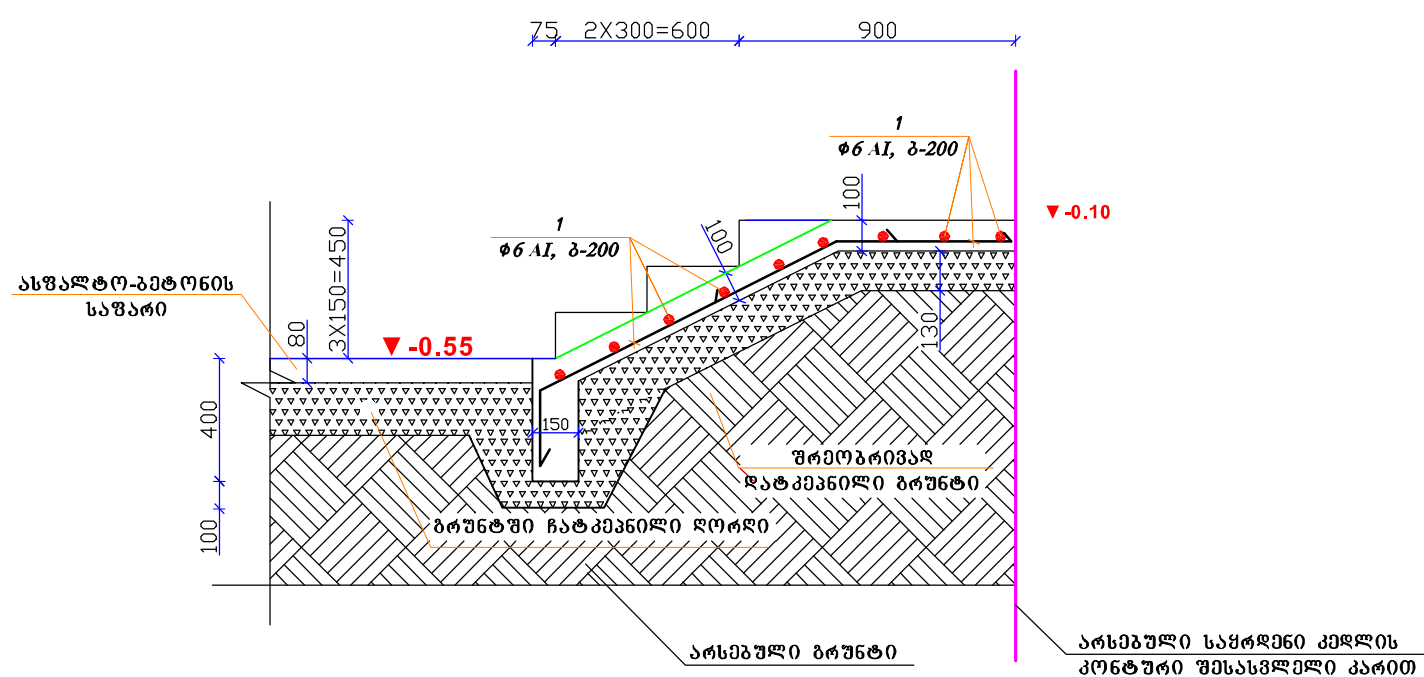 75 2X300=600 900
1
ϕ6 AI, ბ-200
100
▼ -0.10
1
ϕ6 AI, ბ-200
100
3X150=450
ასფალტო-ბეტონის
საფარი
80
▼ -0.55
130
400
150
შრეობრივად
დატკეპნილი გრუნტი
გრუნტში ჩატკეპნილი ღორღი
100
არსებული გრუნტი
არსებული საყრდენი კედლის
კონტური შესასვლელი კარით